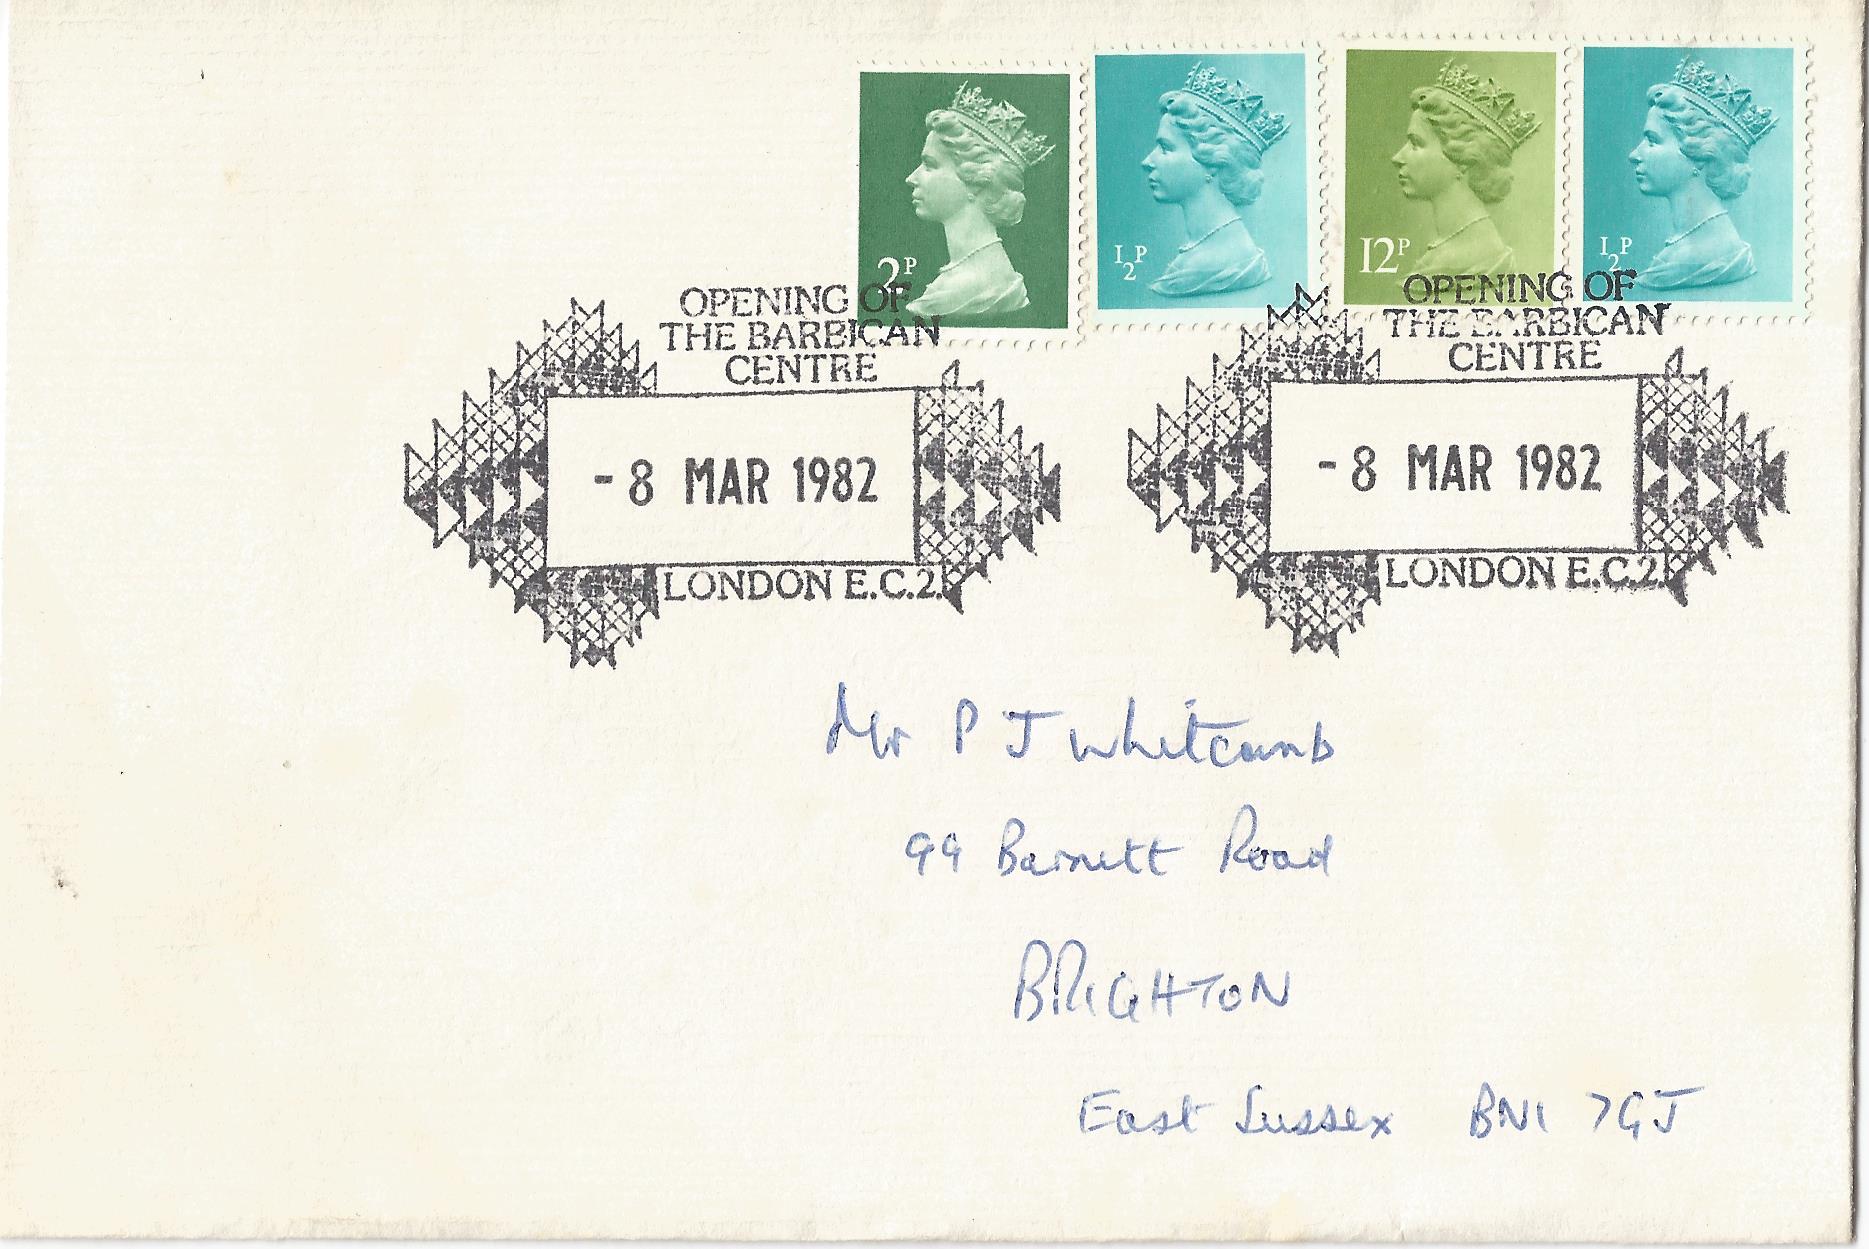 2P
½P
12P
½P
OPENING OF
THE BARBICAN
CENTRE
-8 MAR 1982
LONDON E.C.2.
OPENING OF
THE BARBICAN
CENTRE
-8 MAR 1982
LONDON E.C.2.
Mr P J Whitcomb
99 Barnett Road
BRIGHTON
East Sussex BN1 7GJ